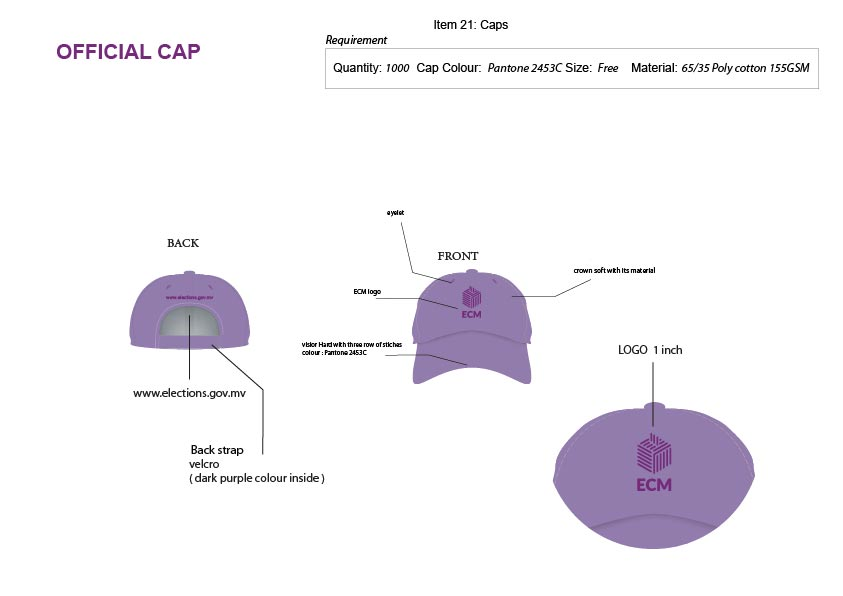 Item 21: Caps
OFFICIAL CAP
Requirement
Quantity: 1000 Cap Colour: Pantone 2453C Size: Free Material: 65/35 Poly cotton 155GSM
eyelet
BACK
FRONT
crown soft with its material
ECM logo
www.elections.gov.mv
ECM
visior Hard with three row of stiches
colour : Pantone 2453C
LOGO 1 inch
www.elections.gov.mv
Back strap
velcro
( dark purple colour inside )
ECM